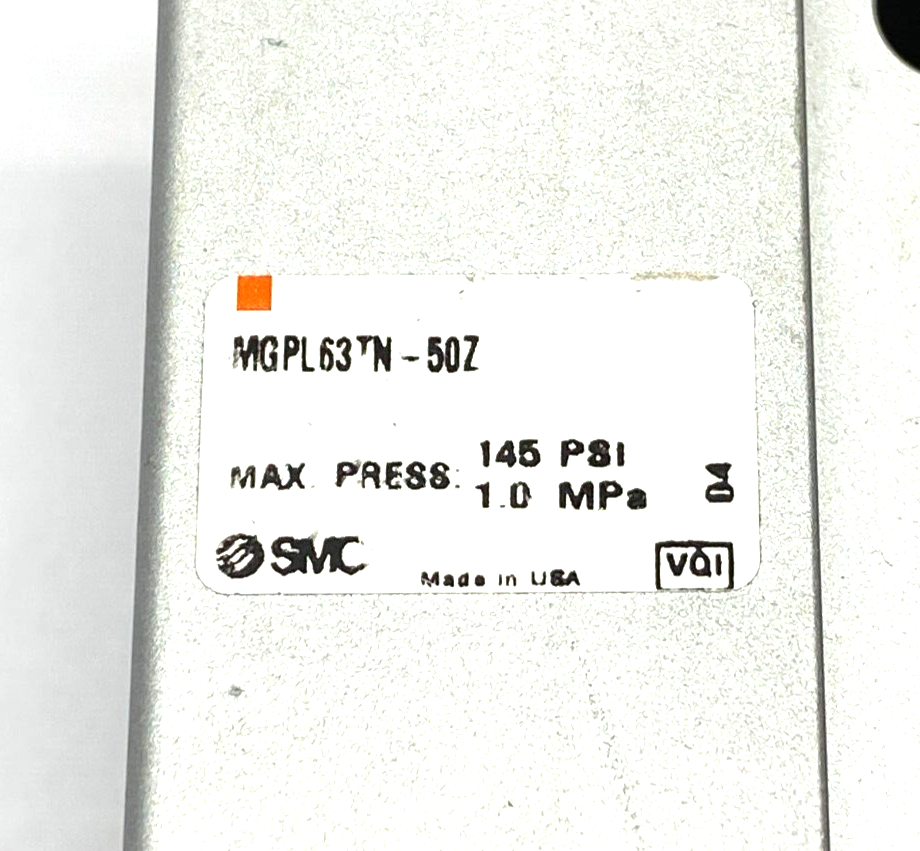 MGPL63TN-50Z
MAX. PRESS. 145 PSI
1.0 MPa
SMC
Made in USA
VQI